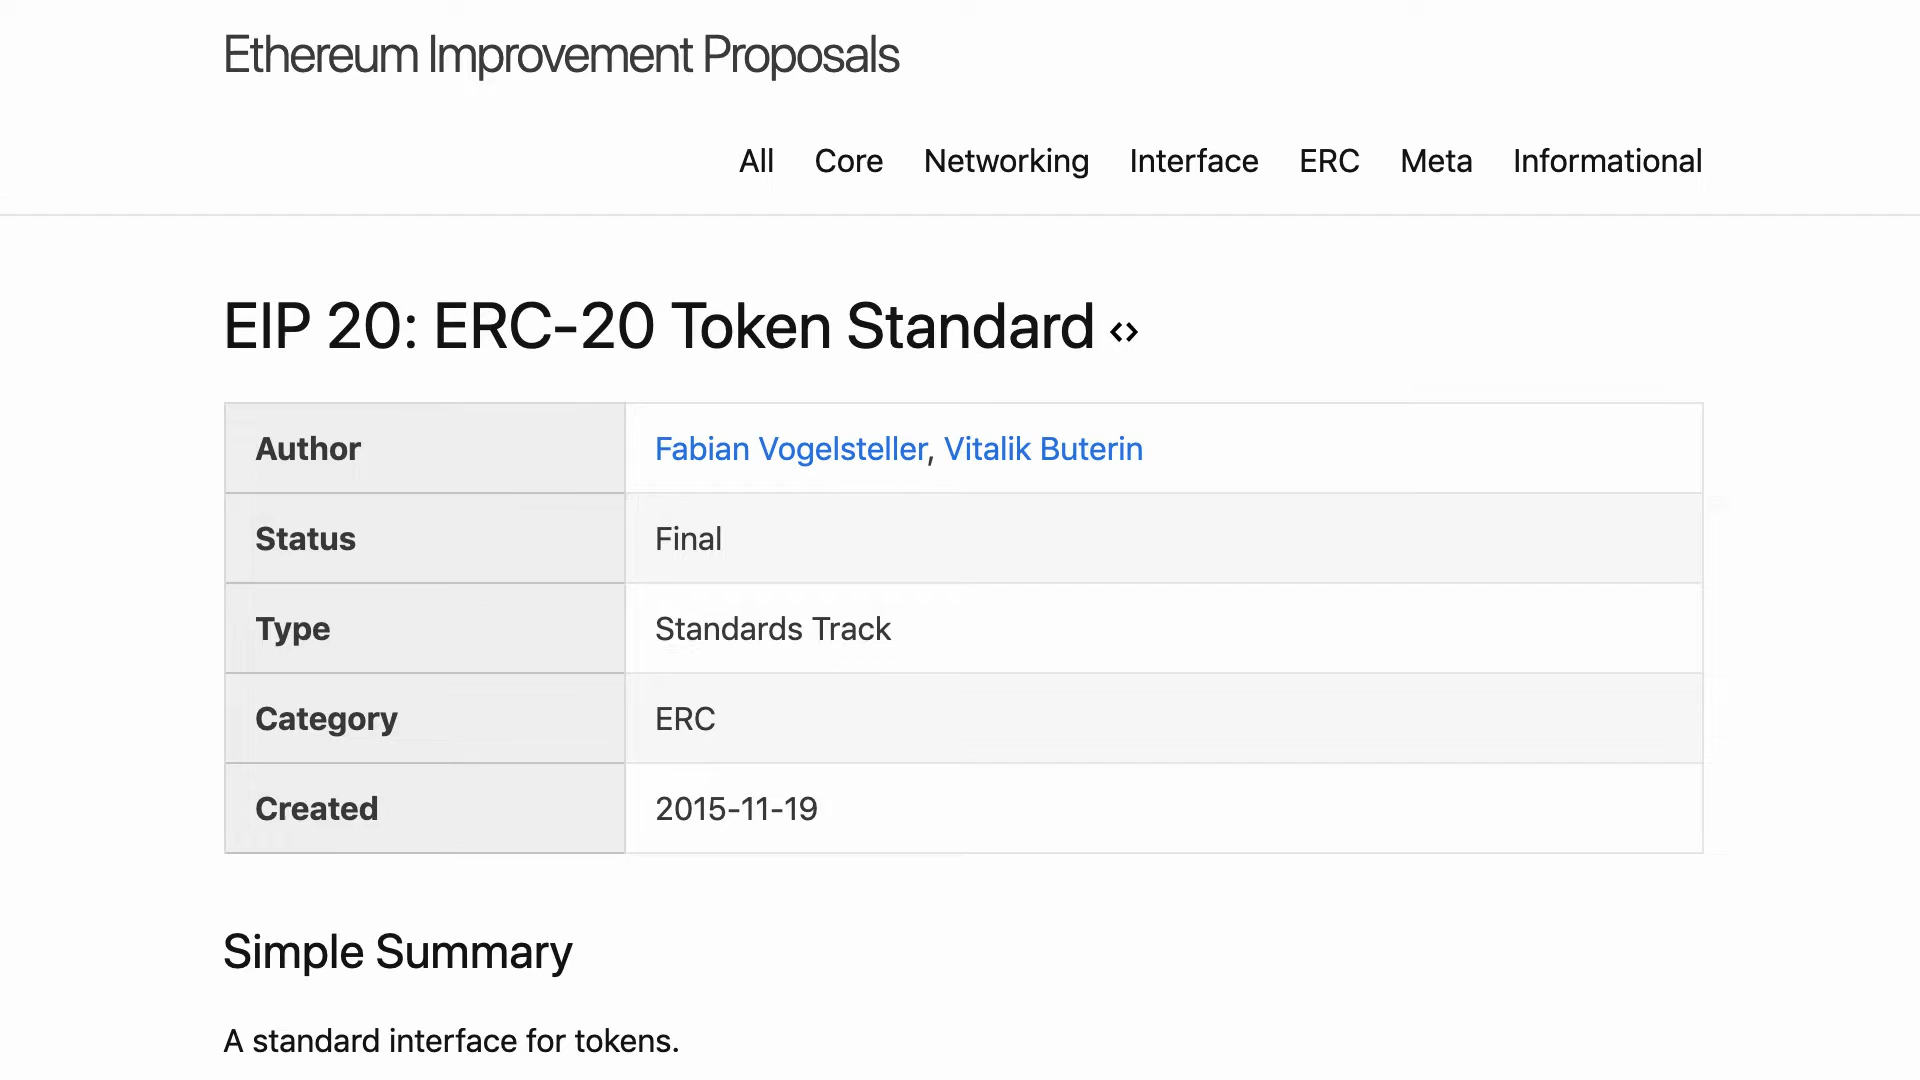 Ethereum Improvement Proposals
All Core Networking Interface ERC Meta Informational
EIP 20: ERC-20 Token Standard <>
Author Fabian Vogelsteller, Vitalik Buterin
Status Final
Type Standards Track
Category ERC
Created 2015-11-19
Simple Summary
A standard interface for tokens.